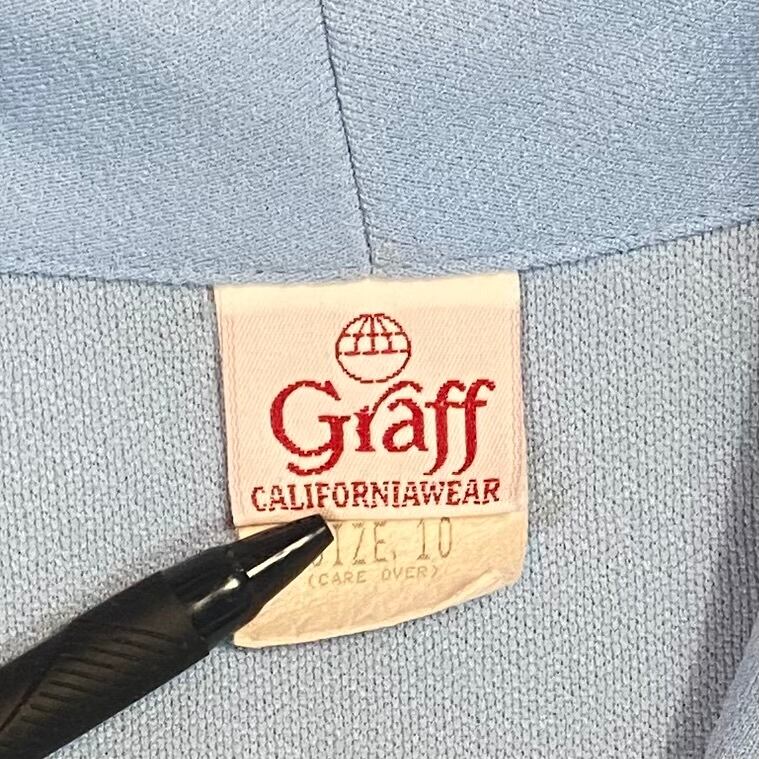 Graff
CALIFORNIAWEAR
SIZE 10
(CARE OVER)